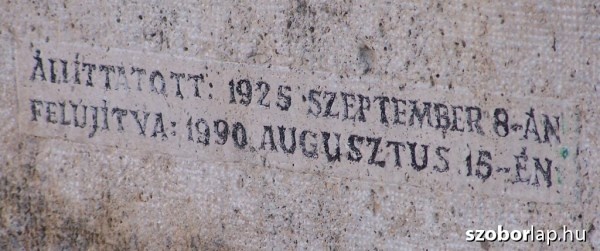 ÁLLÍTTATOTT: 1925 SZEPTEMBER 8-ÁN
FELUJÍTVA: 1990 AUGUSZTUS 15-ÉN
szoborlap.hu